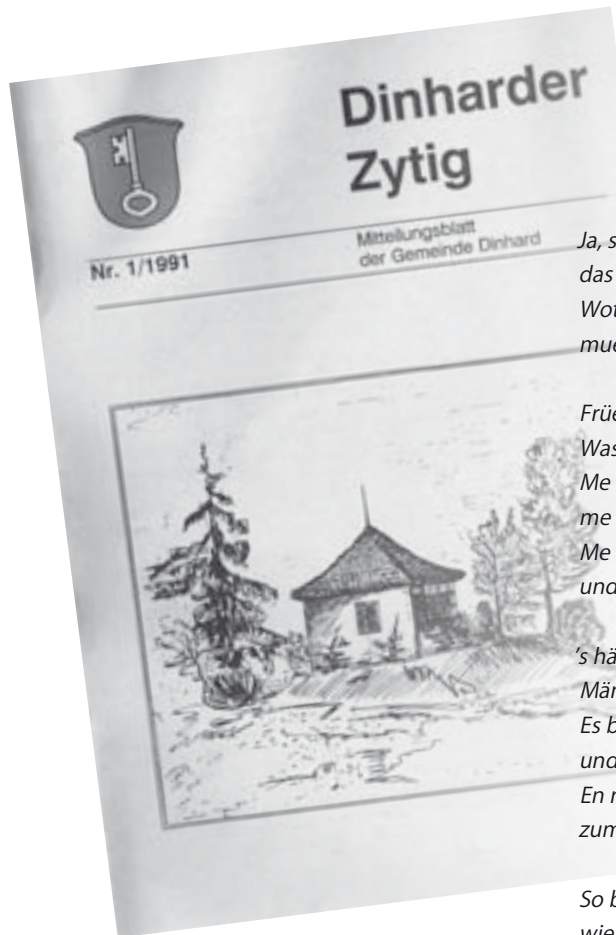 Dinharder
Zytig
Mitteilungsblatt
der Gemeinde Dinhard
Nr. 1/1991
Ja, s
das
Wot
mue
Früe
Was
Me
me
Me
und
's hä
Mär
Es b
und
En
zum
So b
wie